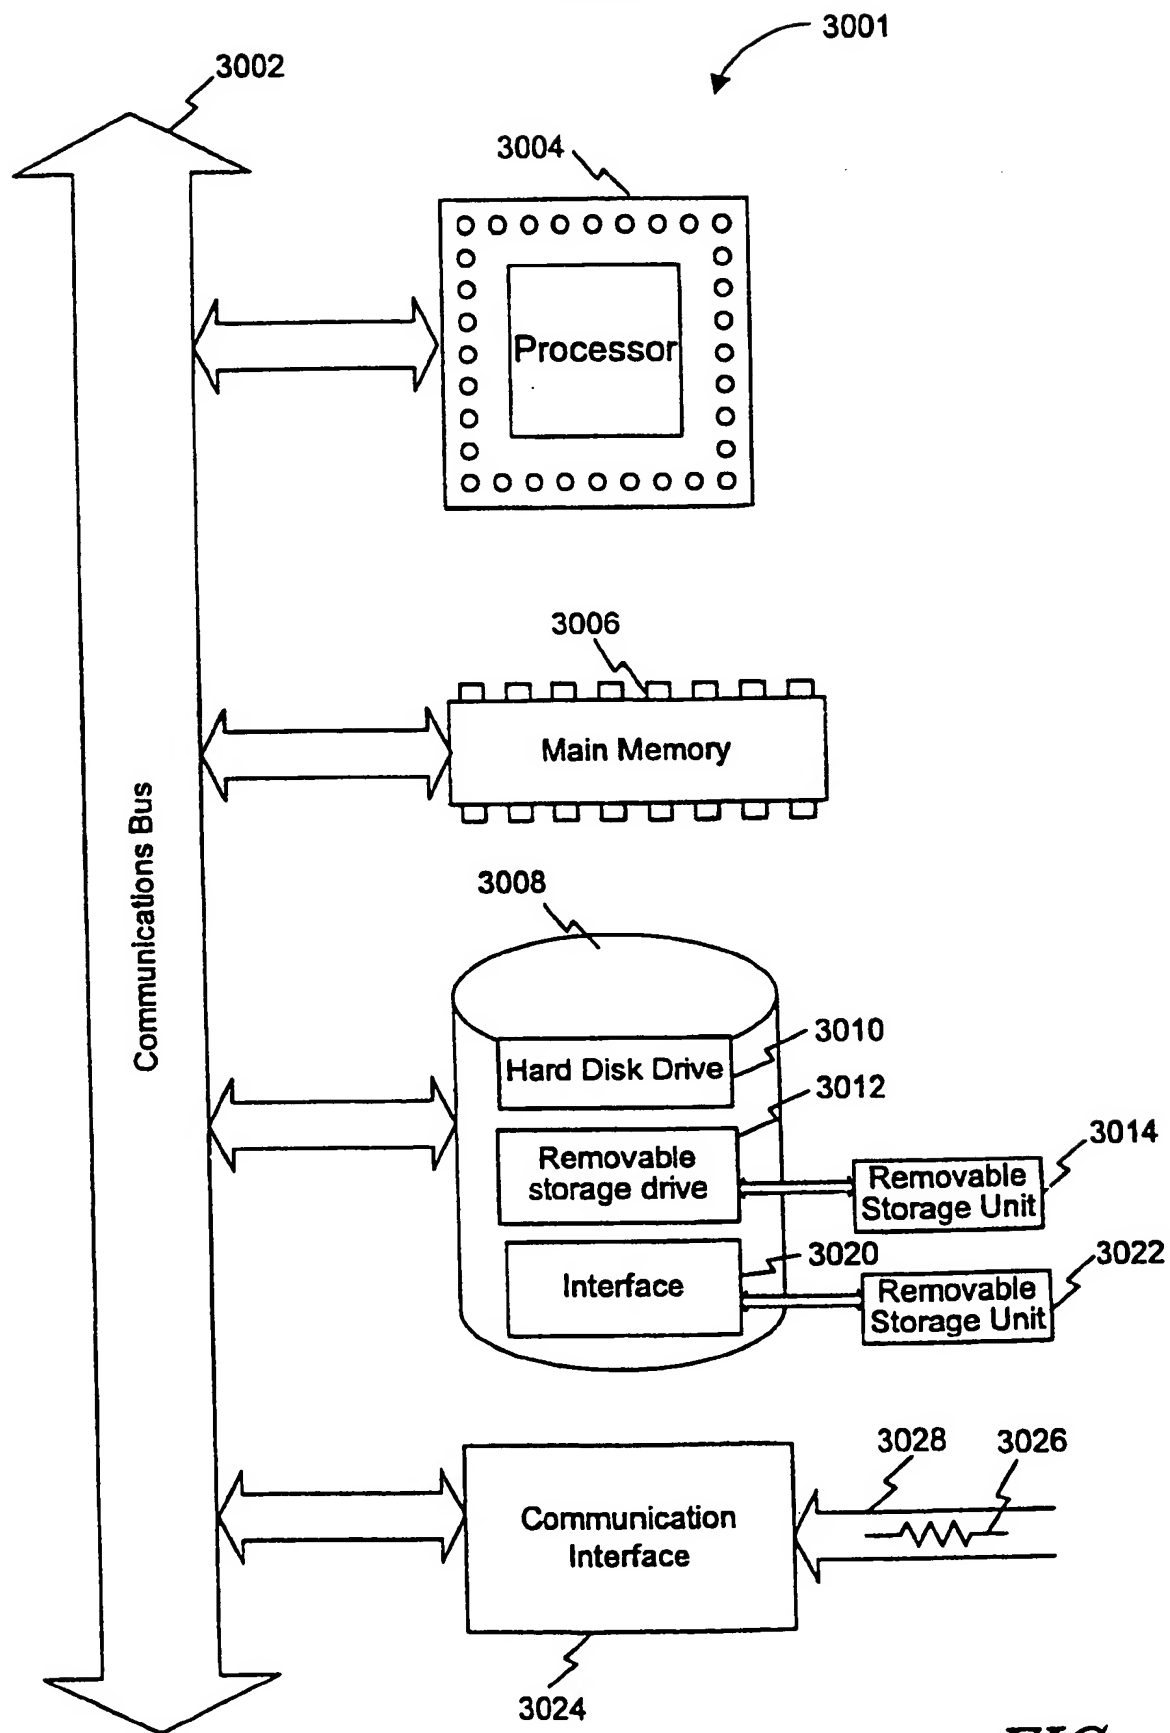 3001
3002
3004
Processor
3006
Main Memory
Communications Bus
3008
Hard Disk Drive
3010
3012
Removable
storage drive
3014
Removable
Storage Unit
3020
Interface
3022
Removable
Storage Unit
3028
3026
Communication
Interface
3024
FIG